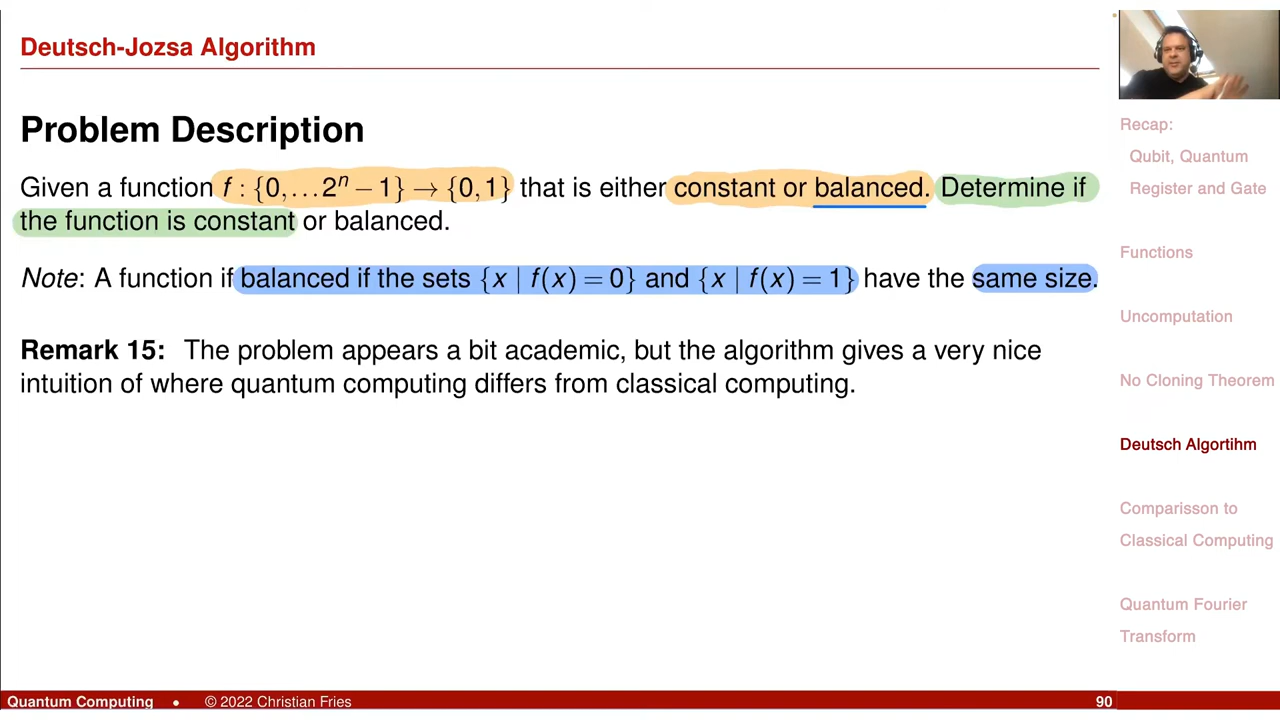 Deutsch-Jozsa Algorithm
Problem Description
Given a function f : {0, … 2ⁿ − 1} → {0, 1} that is either constant or balanced. Determine if
the function is constant or balanced.
Note: A function if balanced if the sets {x | f(x) = 0} and {x | f(x) = 1} have the same size.
Remark 15: The problem appears a bit academic, but the algorithm gives a very nice
intuition of where quantum computing differs from classical computing.
Recap:
Qubit, Quantum
Register and Gate
Functions
Uncomputation
No Cloning Theorem
Deutsch Algortihm
Comparisson to
Classical Computing
Quantum Fourier
Transform
Quantum Computing • © 2022 Christian Fries 90